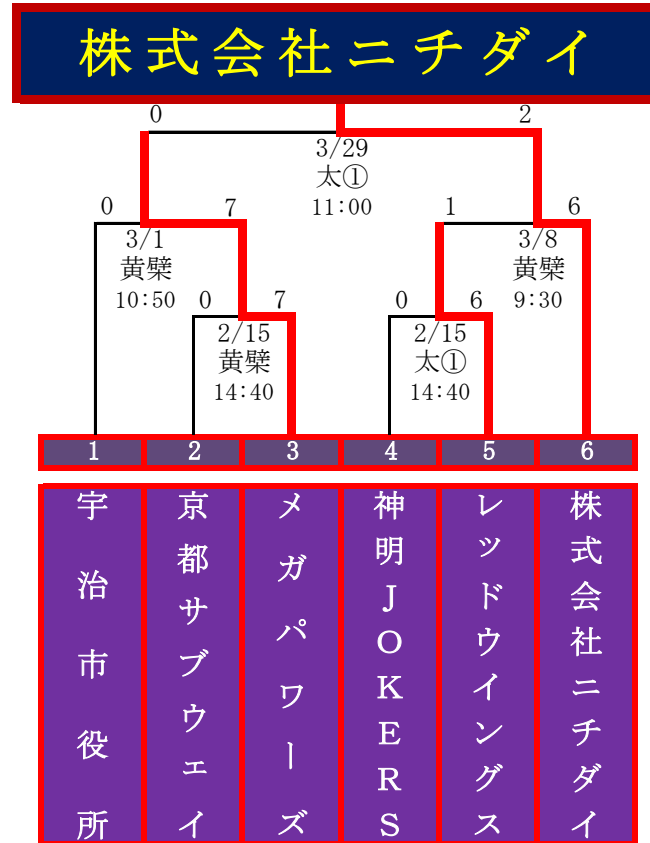 株式会社ニチダイ
0 2
3/29
太①
11:00
0 7 1 6
3/1 3/8
黄檗 黄檗
10:50 9:30
0 7 0 6
2/15 2/15
黄檗 太①
14:40 14:40
1 2 3 4 5 6
宇治市役所
京都サブウェイ
メガパワーズ
神明JOKERS
レッドウイングス
株式会社ニチダイ